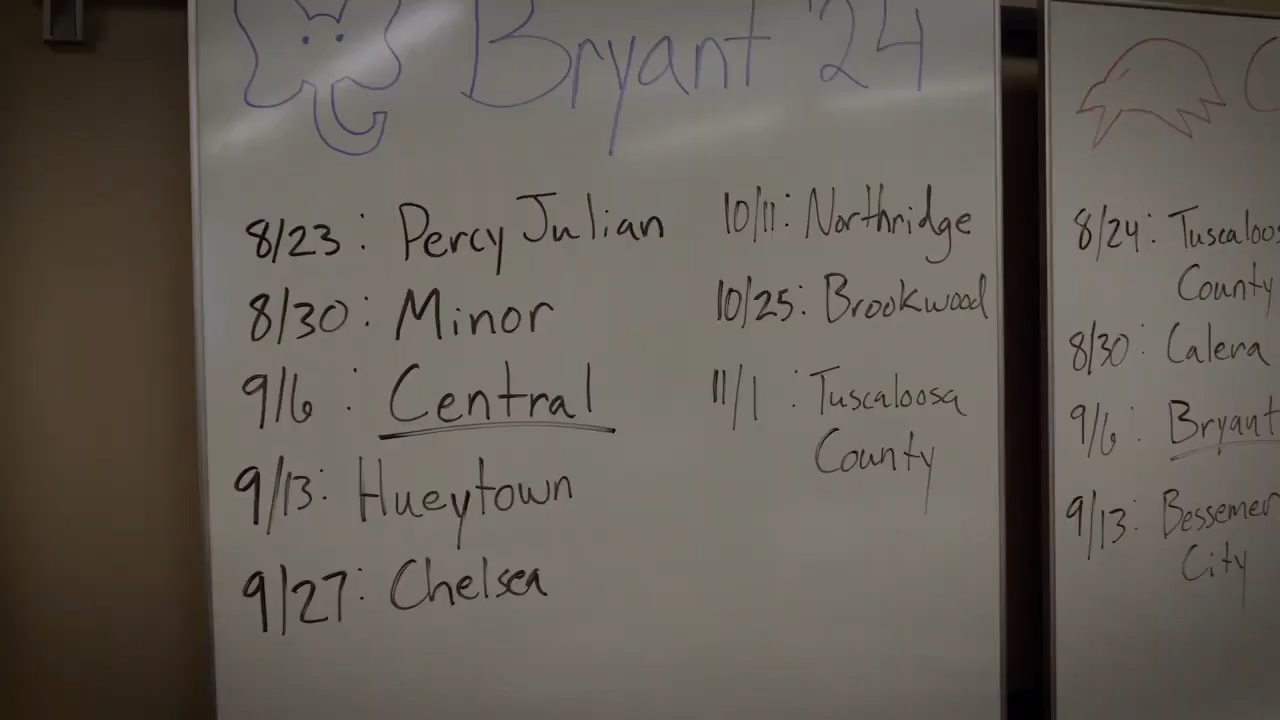 Bryant '24
8/23: Percy Julian
8/30: Minor
9/6: Central
9/13: Hueytown
9/27: Chelsea
10/11: Northridge
10/25: Brookwood
11/1: Tuscaloosa
County
8/24: Tuscaloos
County
8/30: Calera
9/6: Bryant
9/13: Bessemer
City